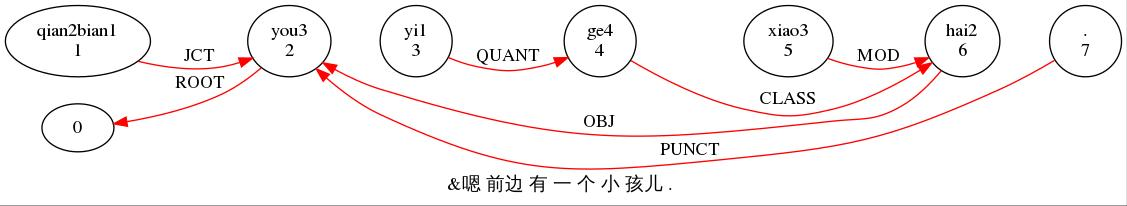 qian2bian1 you3 yi1 ge4 xiao3 hai2 .
1 2 3 4 5 6 7
JCT QUANT MOD
ROOT
CLASS
0
OBJ
PUNCT
&嗯 前边 有 一 个 小 孩儿 .